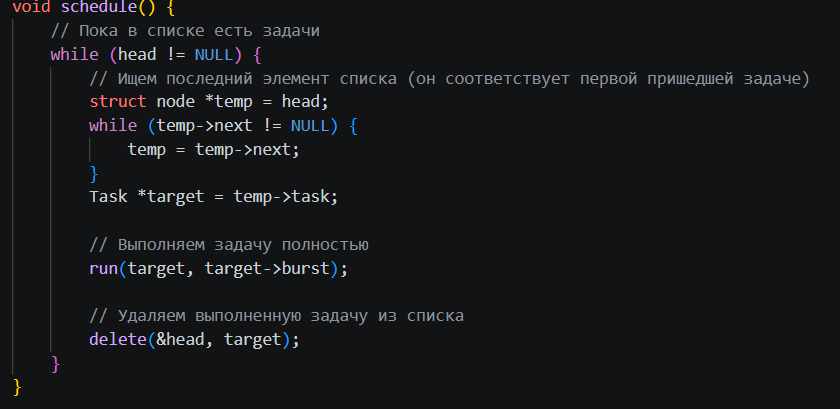 void schedule() {
// Пока в списке есть задачи
while (head != NULL) {
// Ищем последний элемент списка (он соответствует первой пришедшей задаче)
struct node *temp = head;
while (temp->next != NULL) {
temp = temp->next;
}
Task *target = temp->task;
// Выполняем задачу полностью
run(target, target->burst);
// Удаляем выполненную задачу из списка
delete(&head, target);
}
}